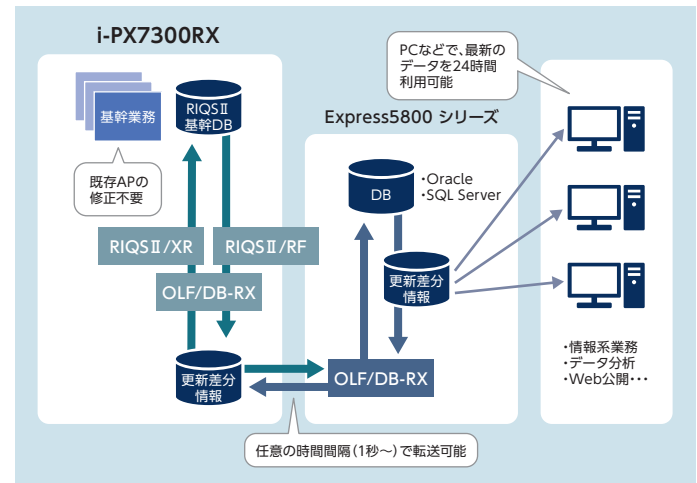 i-PX7300RX
基幹業務
RIQSⅡ
基幹DB
既存APの
修正不要
RIQSⅡ/XR
RIQSⅡ/RF
OLF/DB-RX
更新差分
情報
Express5800 シリーズ
DB
・Oracle
・SQL Server
更新差分
情報
OLF/DB-RX
任意の時間間隔（1秒～）で転送可能
PCなどで、最新の
データを24時間
利用可能
・情報系業務
・データ分析
・Web公開・・・